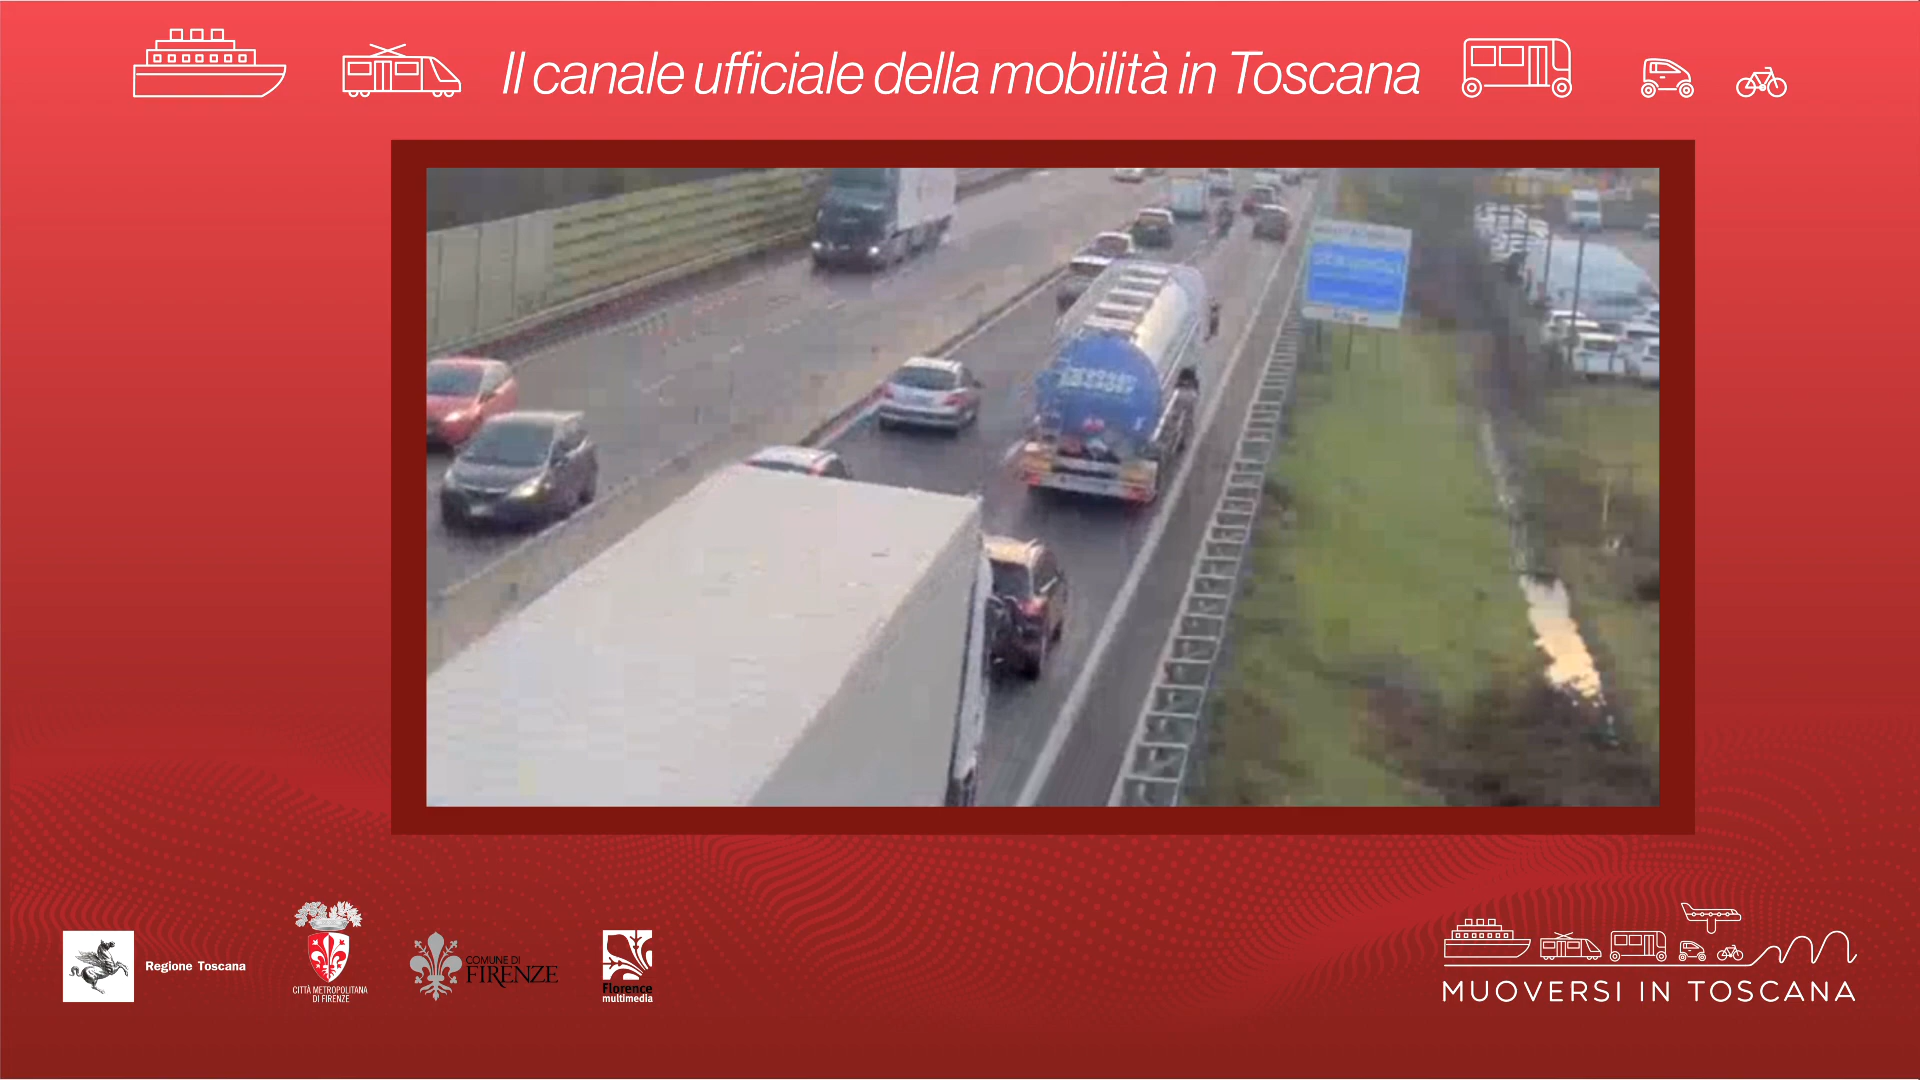 Il canale ufficiale della mobilità in Toscana
Regione Toscana
CITTÀ METROPOLITANA
DI FIRENZE
COMUNE DI
FIRENZE
Florence
multimedia
MUOVERSI IN TOSCANA